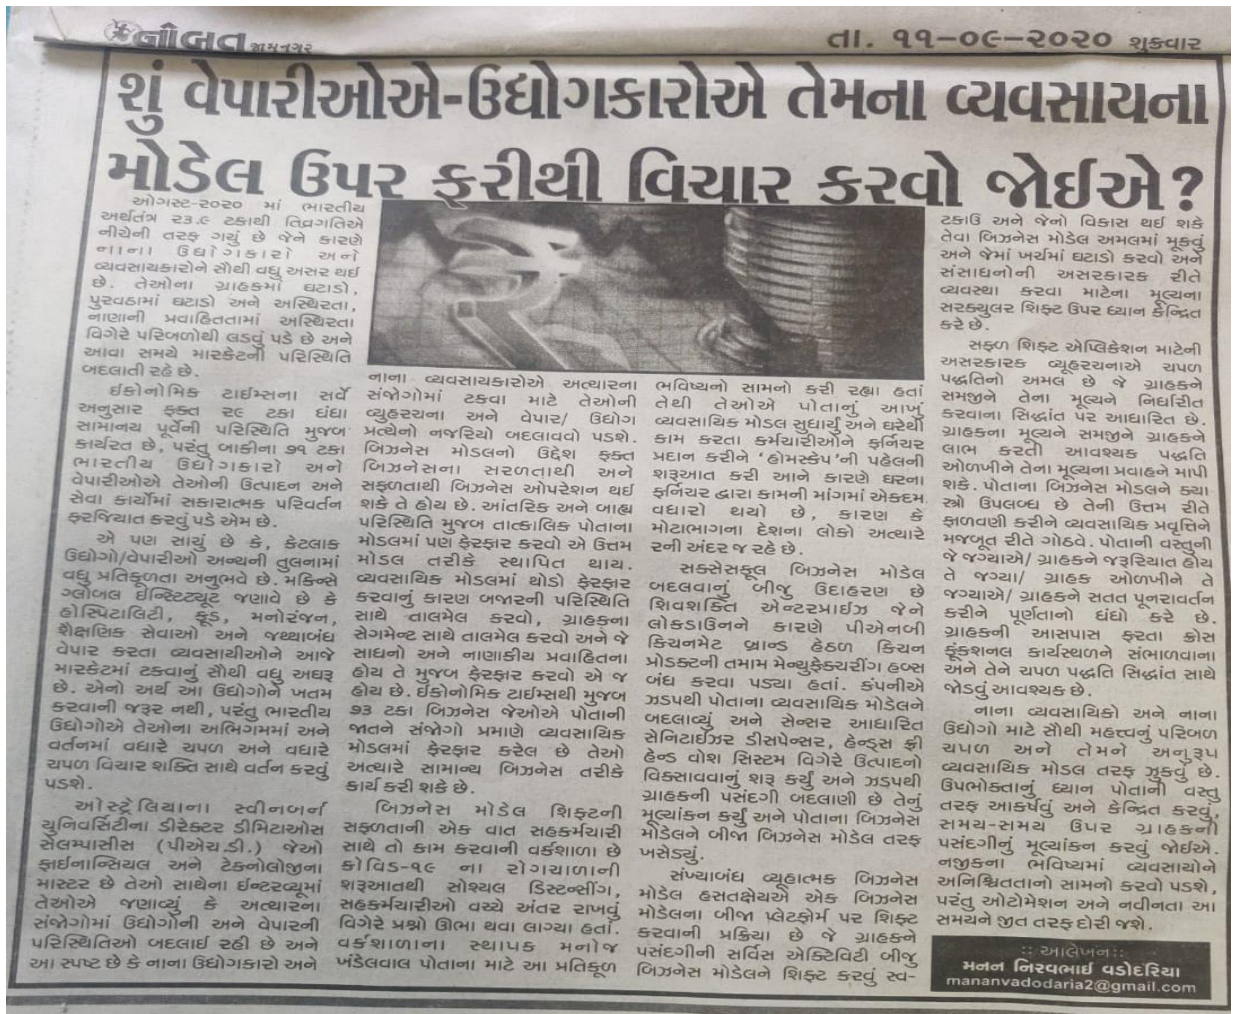 નોબત જામનગર
તા. ૧૧-૦૯-૨૦૨૦ શુક્રવાર
શું વેપારીઓએ-ઉદ્યોગકારોએ તેમના વ્યવસાયના
મોડેલ ઉપર ફરીથી વિચાર કરવો જોઈએ?
ઓગસ્ટ-૨૦૨૦ માં ભારતીય
અર્થતંત્ર ૨૩.૯ ટકાથી તિવ્રગતિએ
નીચેની તરફ ગયું છે જેને કારણે
નાના ઉદ્યોગકારો અને
વ્યવસાયકારોને સૌથી વધુ અસર થઈ
છે. તેઓના ગ્રાહકમાં ઘટાડો,
પુરવઠામાં ઘટાડો અને અસ્થિરતા,
નાણાની પ્રવાહિતતામાં અસ્થિરતા
વિગેરે પરિબળોથી લડવું પડે છે અને
આવા સમયે મારકેટની પરિસ્થિતિ
બદલાતી રહે છે.
ઈકોનોમિક ટાઈમ્સના સર્વે
અનુસાર ફક્ત ૨૯ ટકા ધંધા
સામાનય પૂર્વેની પરિસ્થિતિ મુજબ
કાર્યરત છે, પરંતુ બાકીના ૭૧ ટકા
ભારતીય ઉદ્યોગકારો અને
વેપારીઓએ તેઓની ઉત્પાદન અને
સેવા કાર્યોમાં સકારાત્મક પરિવર્તન
ફરજિયાત કરવું પડે એમ છે.
એ પણ સાચું છે કે, કેટલાક
ઉદ્યોગો/વેપારીઓ અન્યની તુલનામાં
વધુ પ્રતિકૂળતા અનુભવે છે. મકિન્સે
ગ્લોબલ ઈન્સ્ટિટ્યૂટ જણાવે છે કે
હોસ્પિટાલિટી, ફૂડ, મનોરંજન,
શૈક્ષણિક સેવાઓ અને જથ્થાબંધ
વેપાર કરતા વ્યવસાયીઓને આજે
મારકેટમાં ટકવાનું સૌથી વધુ અઘરૂ
છે. એનો અર્થ આ ઉદ્યોગોને ખતમ
કરવાની જરૂર નથી, પરંતુ ભારતીય
ઉદ્યોગોએ તેઓના અભિગમમાં અને
વર્તનમાં વધારે ચપળ અને વધારે
ચપળ વિચાર શક્તિ સાથે વર્તન કરવું
પડશે.
ઓસ્ટ્રેલિયાના સ્વીનબર્ન
યુનિવર્સિટીના ડીરેક્ટર ડીમિટાઓસ
સેલમ્પાસીસ (પીએચ.ડી.) જેઓ
ફાઈનાન્સિયલ અને ટેકનોલોજીના
માસ્ટર છે તેઓ સાથેના ઈન્ટરવ્યૂમાં
તેઓએ જણાવ્યું કે અત્યારના
સંજોગોમાં ઉદ્યોગોની અને વેપારની
પરિસ્થિતિઓ બદલાઈ રહી છે અને
આ સ્પષ્ટ છે કે નાના ઉદ્યોગકારો અને
નાના વ્યવસાયકારોએ અત્યારના
સંજોગોમાં ટકવા માટે તેઓની
વ્યુહરચના અને વેપાર/ ઉદ્યોગ
પ્રત્યેનો નજરિયો બદલાવવો પડશે.
બિઝનેસ મોડલનો ઉદ્દેશ ફક્ત
બિઝનેસના સરળતાથી અને
સફળતાથી બિઝનેસ ઓપરેશન થઈ
શકે તે હોય છે. આંતરિક અને બાહ્ય
પરિસ્થિતિ મુજબ તાત્કાલિક પોતાના
મોડલમાં પણ ફેરફાર કરવો એ ઉત્તમ
મોડલ તરીકે સ્થાપિત થાય.
વ્યવસાયિક મોડલમાં થોડો ફેરફાર
કરવાનું કારણ બજારની પરિસ્થિતિ
સાથે તાલમેલ કરવો, ગ્રાહકના
સેગમેન્ટ સાથે તાલમેલ કરવો અને જે
સાધનો અને નાણાકીય પ્રવાહિતના
હોય તે મુજબ ફેરફાર કરવો એ જ
હોય છે. ઈકોનોમિક ટાઈમ્સથી મુજબ
૭૩ ટકા બિઝનેસ જેઓએ પોતાની
જાતને સંજોગો પ્રમાણે વ્યવસાયિક
મોડલમાં ફેરફાર કરેલ છે તેઓ
અત્યારે સામાન્ય બિઝનેસ તરીકે
કાર્ય કરી શકે છે.
બિઝનેસ મોડેલ શિફ્ટની
સફળતાની એક વાત સહકર્મચારી
સાથે તો કામ કરવાની વર્કશાળા છે
કોવિડ-૧૯ ના રોગચાળાની
શરૂઆતથી સોશ્યલ ડિસ્ટન્સીંગ,
સહકર્મચારીઓ વચ્ચે અંતર રાખવું
વિગેરે પ્રશ્નો ઊભા થવા લાગ્યા હતાં.
વર્કશાળાના સ્થાપક મનોજ
ખંડેલવાલ પોતાના માટે આ પ્રતિકૂળ
ભવિષ્યનો સામનો કરી રહ્યા હતાં
તેથી તેઓએ પોતાનું આખું
વ્યવસાયિક મોડલ સુધાર્યું અને ઘરેથી
કામ કરતા કર્મચારીઓને ફર્નિચર
પ્રદાન કરીને 'હોમસ્કેપ'ની પહેલની
શરૂઆત કરી આને કારણે ઘરના
ફર્નિચર દ્વારા કામની માંગમાં એકદમ
વધારો થયો છે, કારણ કે
મોટાભાગના દેશના લોકો અત્યારે
ઘરની અંદર જ રહે છે.
સક્સેસફૂલ બિઝનેસ મોડેલ
બદલવાનું બીજુ ઉદાહરણ છે
શિવશક્તિ એન્ટરપ્રાઈઝ જેને
લોકડાઉનને કારણે પીએનબી
કિચનમેટ બ્રાન્ડ હેઠળ કિચન
પ્રોડક્ટની તમામ મેન્યુફેક્ચરીંગ હબ્સ
બંધ કરવા પડ્યા હતાં. કંપનીએ
ઝડપથી પોતાના વ્યવસાયિક મોડેલને
બદલાવ્યું અને સેન્સર આધારિત
સેનિટાઈઝર ડીસપેન્સર, હેન્ડ્સ ફ્રી
હેન્ડ વોશ સિસ્ટમ વિગેરે ઉત્પાદનો
વિક્સાવવાનું શરૂ કર્યું અને ઝડપથી
ગ્રાહકની પસંદગી બદલાણી છે તેનું
મૂલ્યાંકન કર્યું અને પોતાના બિઝનેસ
મોડેલને બીજા બિઝનેસ મોડેલ તરફ
ખસેડ્યું.
સંખ્યાબંધ વ્યૂહાત્મક બિઝનેસ
મોડેલ હસતક્ષેયએ એક બિઝનેસ
મોડેલના બીજા પ્લેટફોર્મ પર શિફ્ટ
કરવાની પ્રક્રિયા છે જે ગ્રાહકને
પસંદગીની સર્વિસ એક્ટિવિટી બીજુ
બિઝનેસ મોડેલને શિફ્ટ કરવું સ્વ-
ટકાઉ અને જેનો વિકાસ થઈ શકે
તેવા બિઝનેસ મોડેલ અમલમાં મૂકવું
અને જેમાં ખર્ચમાં ઘટાડો કરવો અને
સંસાધનોની અસરકારક રીતે
વ્યવસ્થા કરવા માટેના મૂલ્યના
સરક્યુલર શિફ્ટ ઉપર ધ્યાન કેન્દ્રિત
કરે છે.
સફળ શિફ્ટ એપ્લિકેશન માટેની
અસરકારક વ્યૂહરચનાએ ચપળ
પદ્ધતિનો અમલ છે જે ગ્રાહકને
સમજીને તેના મૂલ્યને નિર્ધારીત
કરવાના સિદ્ધાંત પર આધારિત છે.
ગ્રાહકના મૂલ્યને સમજીને ગ્રાહકને
લાભ કરતી આવશ્યક પદ્ધતિ
ઓળખીને તેના મૂલ્યના પ્રવાહને માપી
શકે. પોતાના બિઝનેસ મોડલને ક્યા
સ્ત્રો ઉપલબ્ધ છે તેની ઉત્તમ રીતે
ફાળવણી કરીને વ્યવસાયિક પ્રવૃત્તિને
મજબૂત રીતે ગોઠવે. પોતાની વસ્તુની
જે જગ્યાએ/ ગ્રાહકને જરૂરિયાત હોય
તે જગ્યા/ ગ્રાહક ઓળખીને તે
જગ્યાએ/ ગ્રાહકને સતત પૂનરાવર્તન
કરીને પૂર્ણતાનો ધંધો કરે છે.
ગ્રાહકની આસપાસ ફરતા ક્રોસ
ફૂંકશનલ કાર્યસ્થળને સંભાળવાના
અને તેને ચપળ પદ્ધતિ સિદ્ધાંત સાથે
જોડવું આવશ્યક છે.
નાના વ્યવસાયિકો અને નાના
ઉદ્યોગો માટે સૌથી મહત્ત્વનું પરિબળ
ચપળ અને તેમને અનુરૂપ
વ્યવસાયિક મોડલ તરફ ઝુકવું છે.
ઉપભોક્તાનું ધ્યાન પોતાની વસ્તુ
તરફ આકર્ષવું અને કેન્દ્રિત કરવું,
સમય-સમય ઉપર ગ્રાહકની
પસંદગીનું મૂલ્યાંકન કરવું જોઈએ.
નજીકના ભવિષ્યમાં વ્યવસાયોને
અનિશ્ચિતતાનો સામનો કરવો પડશે,
પરંતુ ઓટોમેશન અને નવીનતા આ
સમયને જીત તરફ દોરી જશે.
:: આલેખન ::
મનન નિરવભાઈ વડોદરિયા
mananvadodaria2@gmail.com